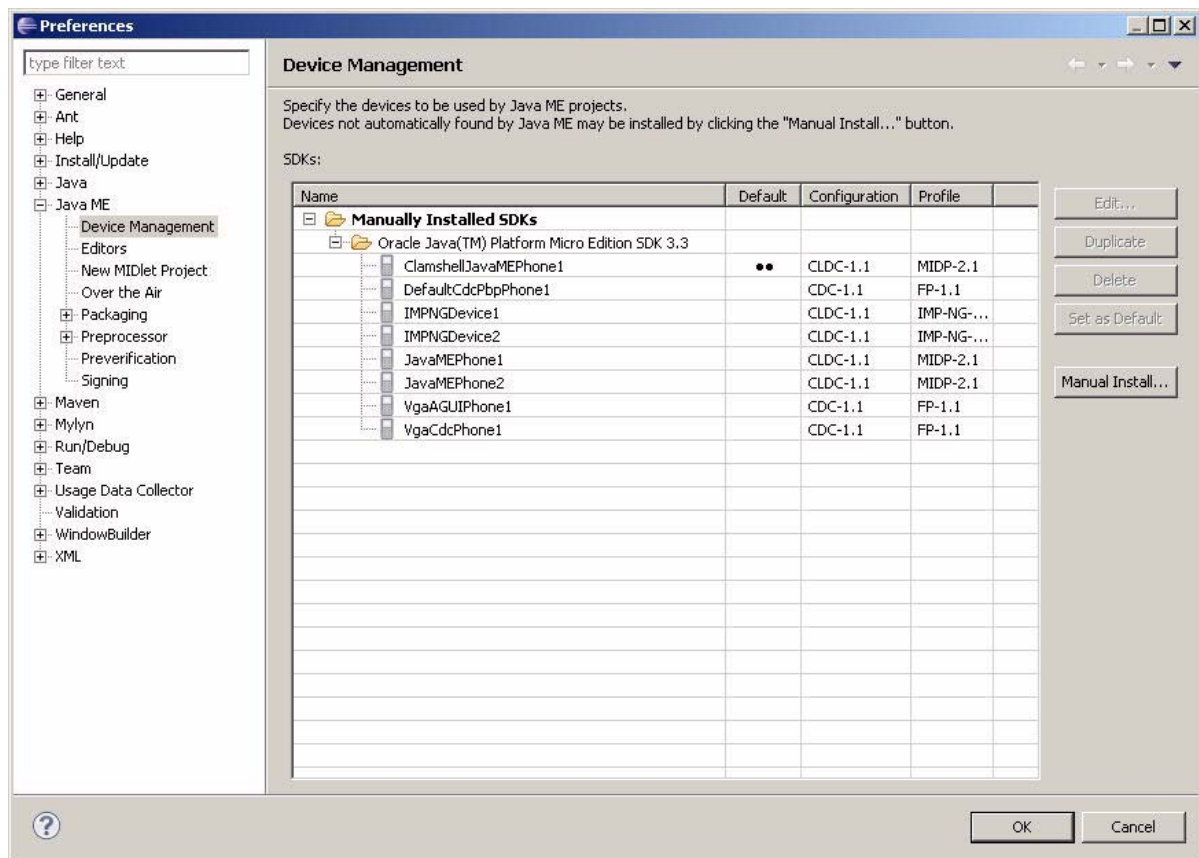 Preferences
type filter text
General
Ant
Help
Install/Update
Java
Java ME
Device Management
Editors
New MIDlet Project
Over the Air
Packaging
Preprocessor
Preverification
Signing
Maven
Mylyn
Run/Debug
Team
Usage Data Collector
Validation
WindowBuilder
XML
Device Management
Specify the devices to be used by Java ME projects.
Devices not automatically found by Java ME may be installed by clicking the "Manual Install..." button.
SDKs:
Name Default Configuration Profile
Manually Installed SDKs
Oracle Java(TM) Platform Micro Edition SDK 3.3
ClamshellJavaMEPhone1 •• CLDC-1.1 MIDP-2.1
DefaultCdcPbpPhone1 CDC-1.1 FP-1.1
IMPNGDevice1 CLDC-1.1 IMP-NG-...
IMPNGDevice2 CLDC-1.1 IMP-NG-...
JavaMEPhone1 CLDC-1.1 MIDP-2.1
JavaMEPhone2 CLDC-1.1 MIDP-2.1
VgaAGUIPhone1 CDC-1.1 FP-1.1
VgaCdcPhone1 CDC-1.1 FP-1.1
Edit...
Duplicate
Delete
Set as Default
Manual Install...
?
OK
Cancel